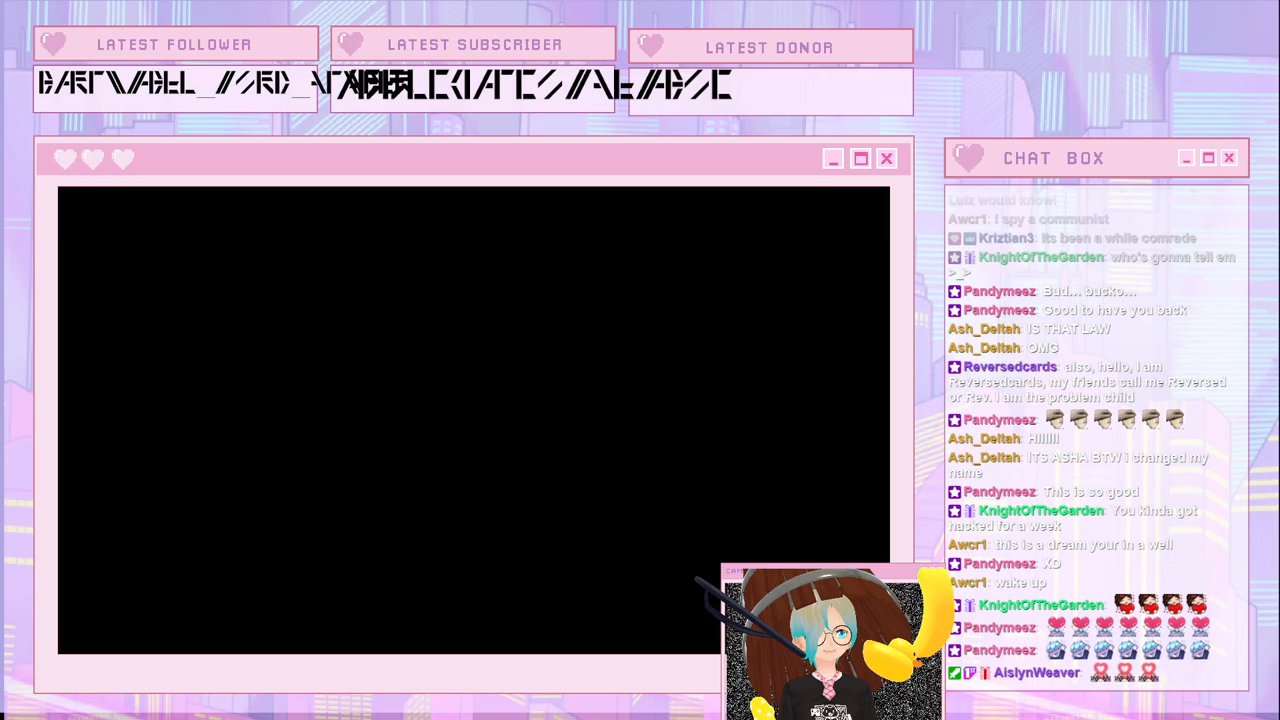 LATEST FOLLOWER
LATEST SUBSCRIBER
LATEST DONOR
CHAT BOX
Luiz would know!
Awcr1: I spy a communist
Kriztian3: Its been a while comrade
KnightOfTheGarden: who's gonna tell em
>_>
Pandymeez: Bud... bucko...
Pandymeez: Good to have you back
Ash_Deltah: IS THAT LAW
Ash_Deltah: OMG
Reversedcards: also, hello, I am
Reversedcards, my friends call me Reversed
or Rev. I am the problem child
Pandymeez:
Ash_Deltah: HIIIIII
Ash_Deltah: ITS ASHA BTW i changed my
name
Pandymeez: This is so good
KnightOfTheGarden: You kinda got
hacked for a week
Awcr1: this is a dream your in a well
Pandymeez: XD
Awcr1: wake up
KnightOfTheGarden:
Pandymeez:
Pandymeez:
AislynWeaver: